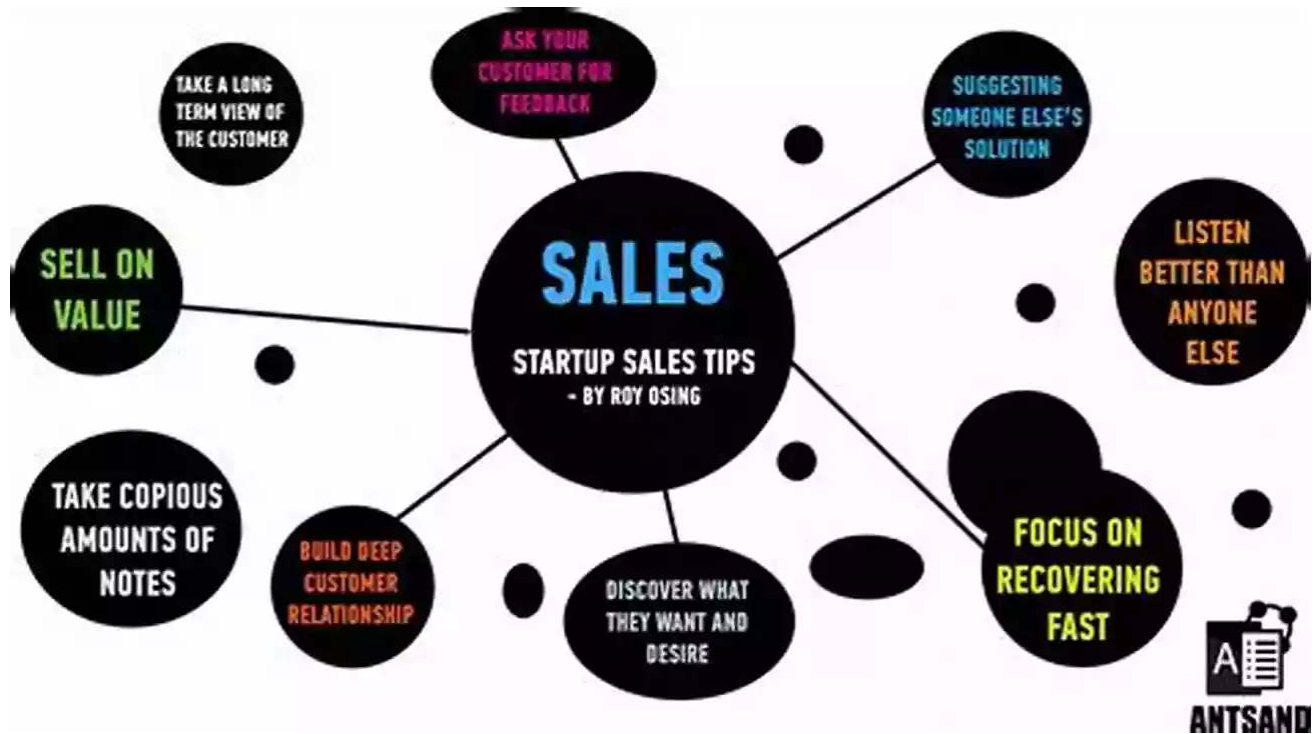 ASK YOUR
CUSTOMER FOR
FEEDBACK
TAKE A LONG
TERM VIEW OF
THE CUSTOMER
SUGGESTING
SOMEONE ELSE'S
SOLUTION
SELL ON
VALUE
SALES
STARTUP SALES TIPS
- BY ROY OSING
LISTEN
BETTER THAN
ANYONE
ELSE
TAKE COPIOUS
AMOUNTS OF
NOTES
BUILD DEEP
CUSTOMER
RELATIONSHIP
DISCOVER WHAT
THEY WANT AND
DESIRE
FOCUS ON
RECOVERING
FAST
A
ANTSAND